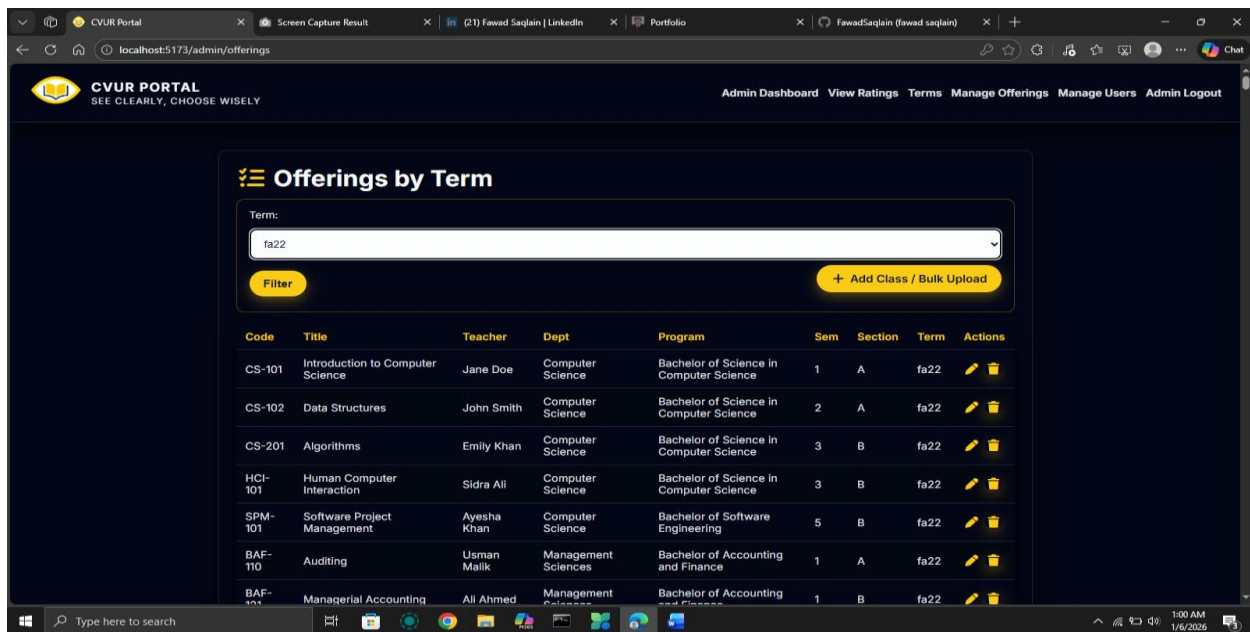 CVUR Portal
Screen Capture Result
(21) Fawad Saqlain | LinkedIn
Portfolio
FawadSaqlain (fawad saqlain)
localhost:5173/admin/offerings
Chat
CVUR PORTAL
SEE CLEARLY, CHOOSE WISELY
Admin Dashboard View Ratings Terms Manage Offerings Manage Users Admin Logout
Offerings by Term
Term:
fa22
Filter
+ Add Class / Bulk Upload
Code Title Teacher Dept Program Sem Section Term Actions
CS-101 Introduction to Computer Science Jane Doe Computer Science Bachelor of Science in Computer Science 1 A fa22
CS-102 Data Structures John Smith Computer Science Bachelor of Science in Computer Science 2 A fa22
CS-201 Algorithms Emily Khan Computer Science Bachelor of Science in Computer Science 3 B fa22
HCI-101 Human Computer Interaction Sidra Ali Computer Science Bachelor of Science in Computer Science 3 B fa22
SPM-101 Software Project Management Ayesha Khan Computer Science Bachelor of Software Engineering 5 B fa22
BAF-110 Auditing Usman Malik Management Sciences Bachelor of Accounting and Finance 1 A fa22
BAF- Managerial Accounting Ali Ahmed Management Bachelor of Accounting 1 B fa22
Type here to search
1:00 AM
1/6/2026